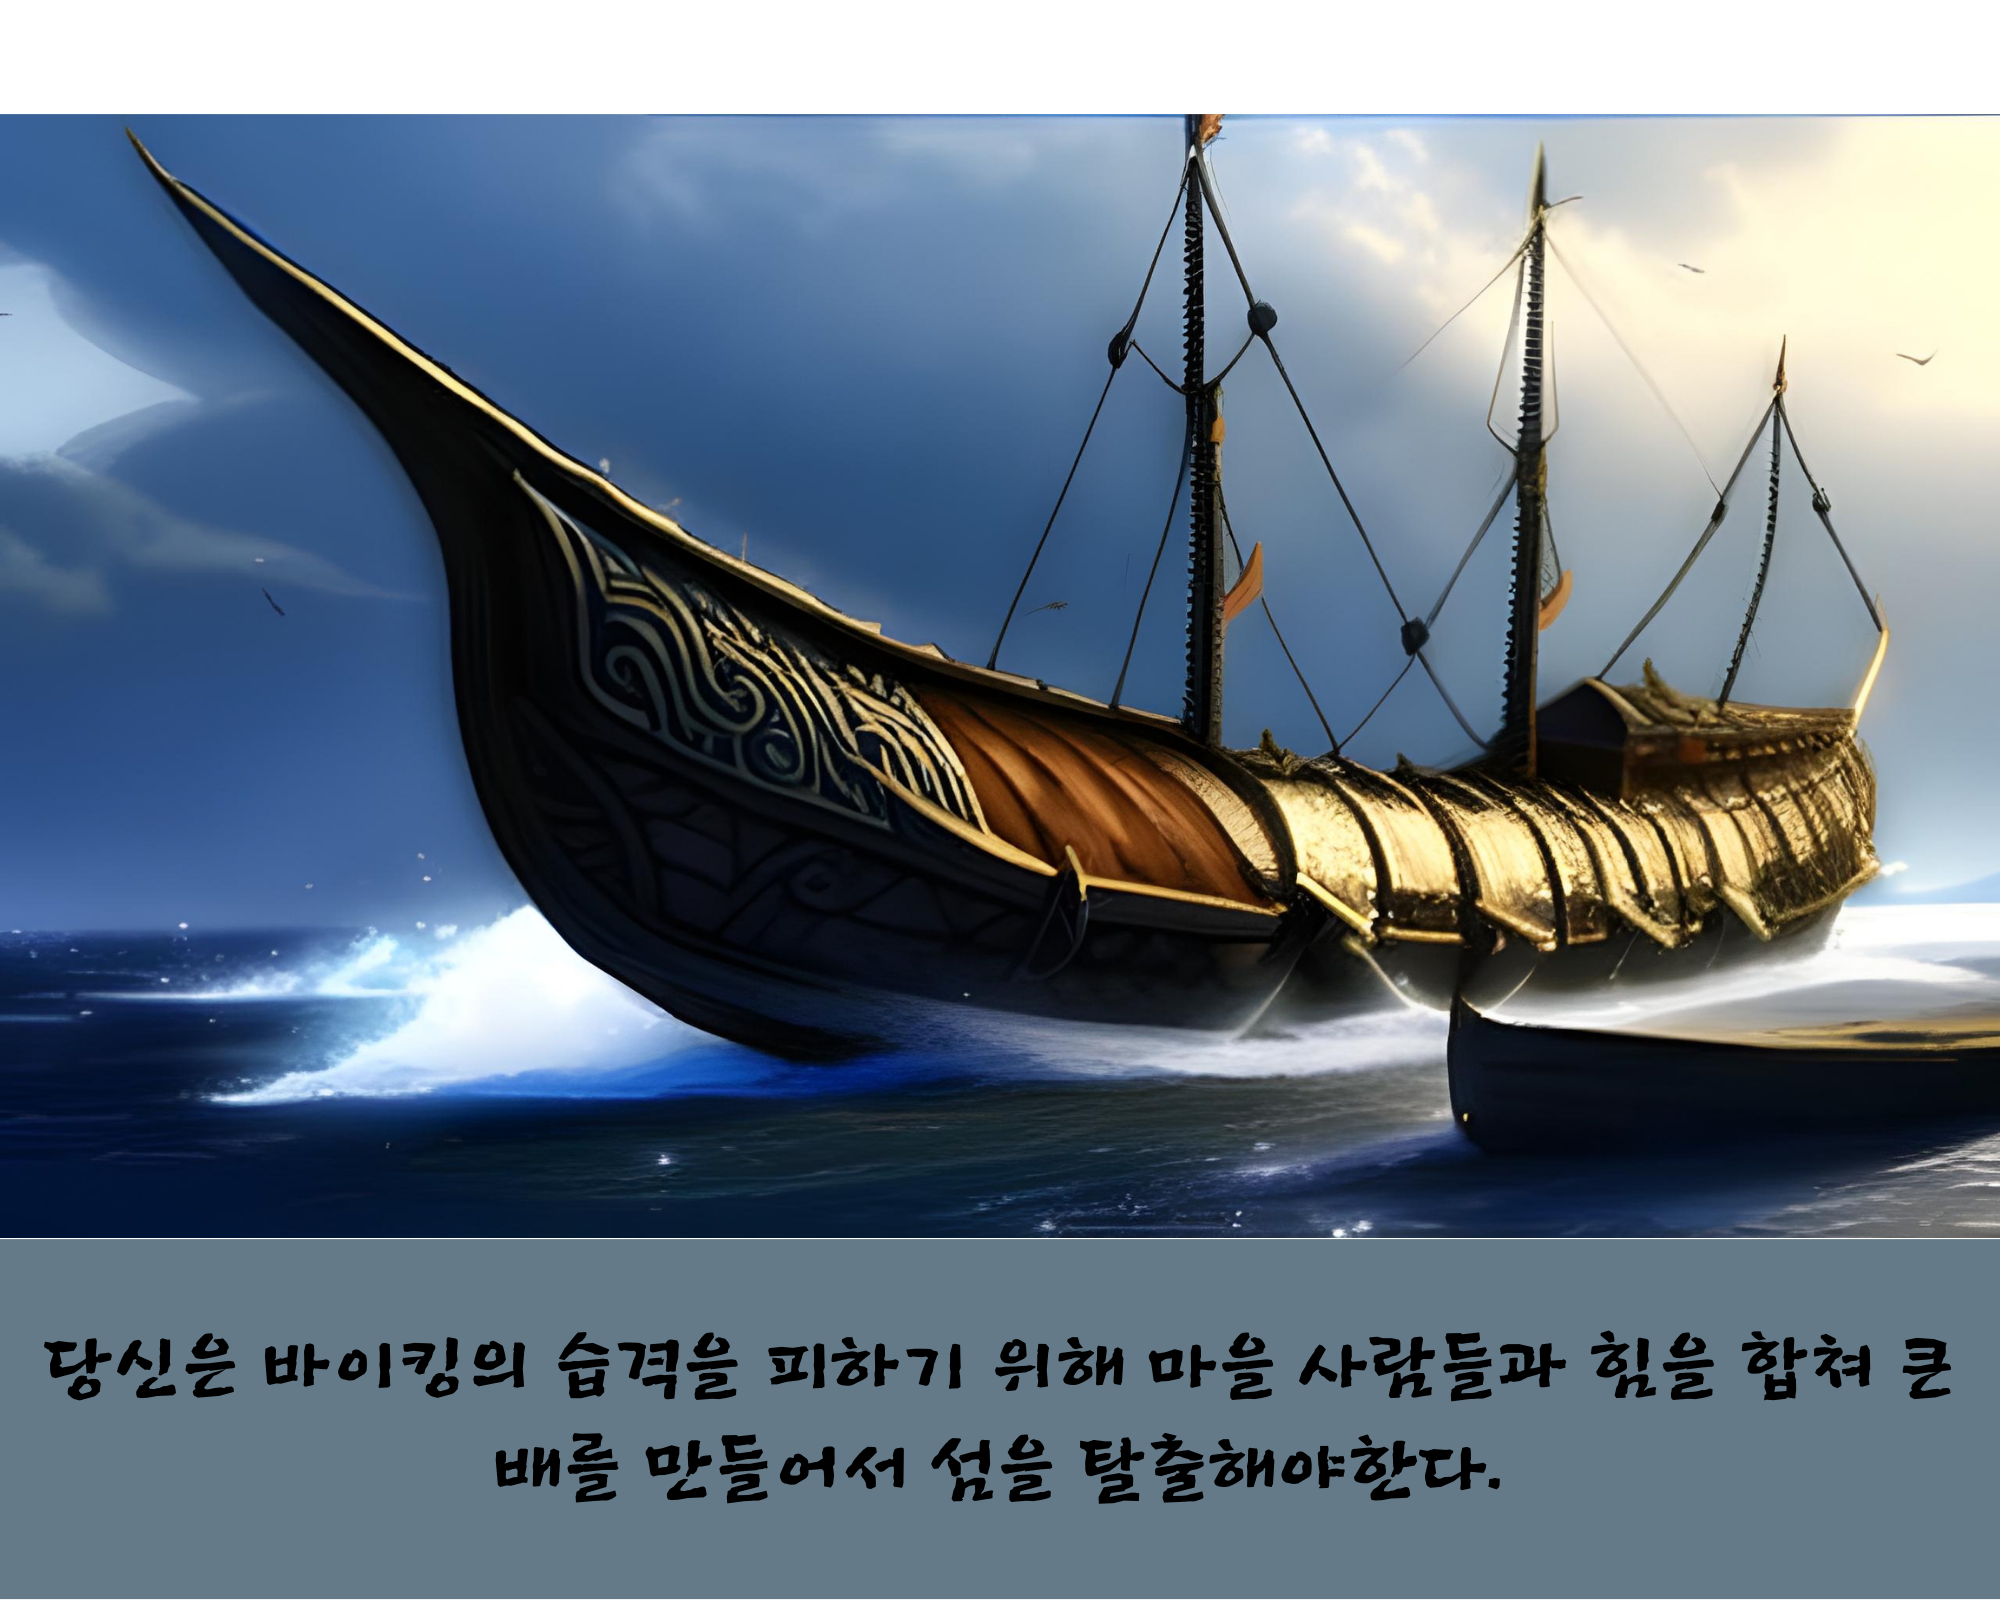 당신은 바이킹의 습격을 피하기 위해 마을 사람들과 힘을 합쳐 큰
배를 만들어서 섬을 탈출해야한다.